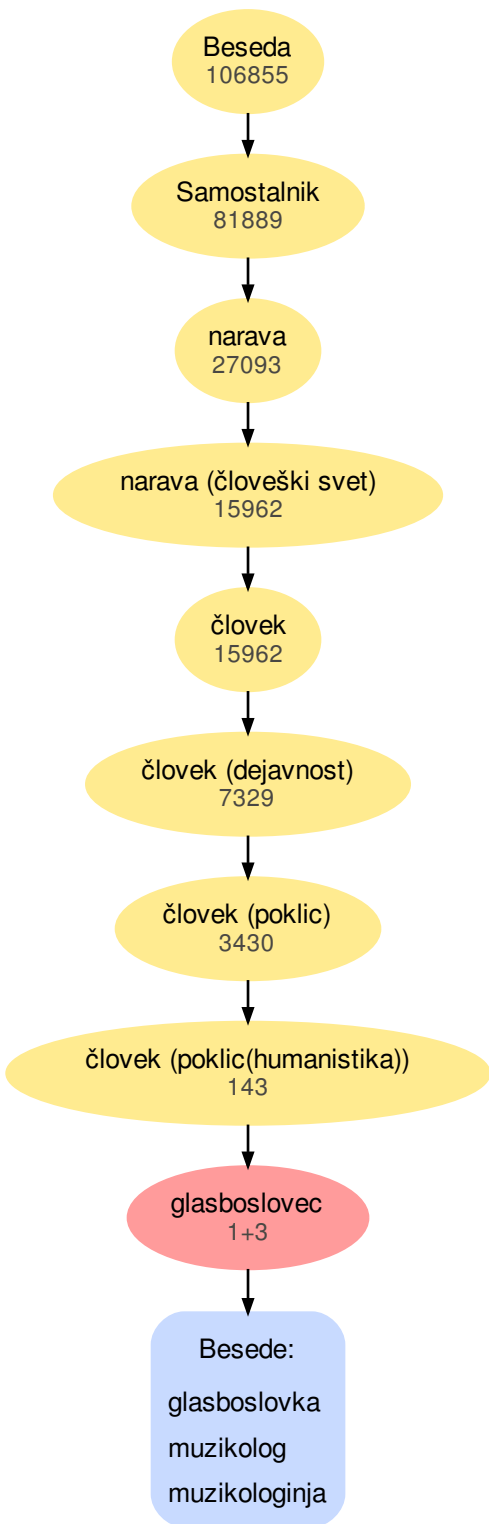 Beseda
106855
Samostalnik
81889
narava
27093
narava (človeški svet)
15962
človek
15962
človek (dejavnost)
7329
človek (poklic)
3430
človek (poklic(humanistika))
143
glasboslovec
1+3
Besede:
glasboslovka
muzikolog
muzikologinja